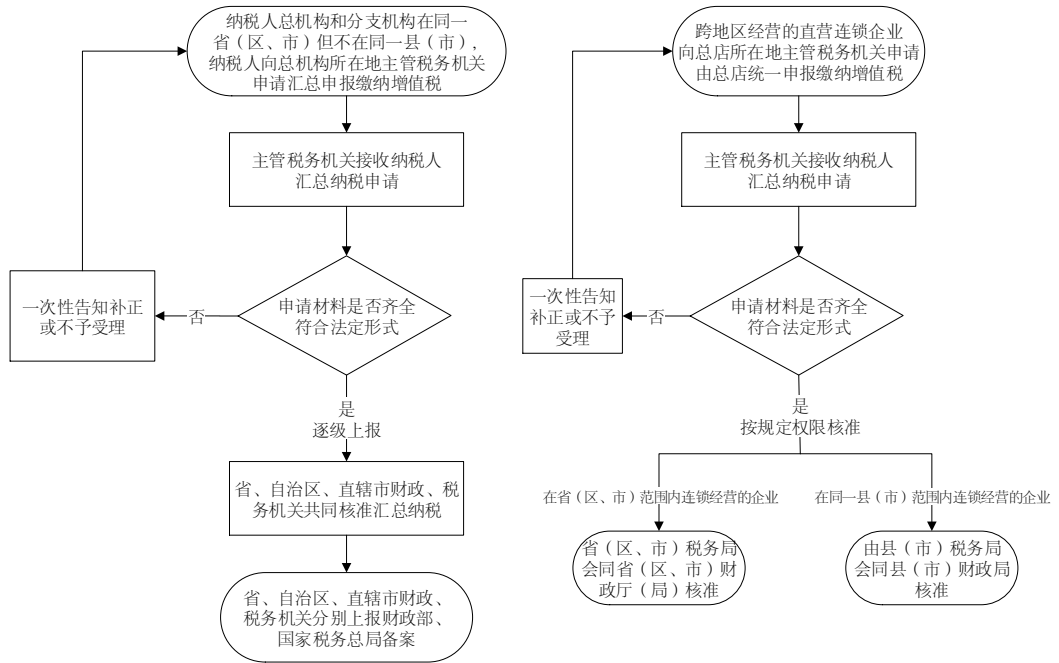 纳税人总机构和分支机构在同一
省（区、市）但不在同一县（市），
纳税人向总机构所在地主管税务机关
申请汇总申报缴纳增值税
主管税务机关接收纳税人
汇总纳税申请
申请材料是否齐全
符合法定形式
否
一次性告知补正
或不予受理
是
逐级上报
省、自治区、直辖市财政、税
务机关共同核准汇总纳税
省、自治区、直辖市财政、
税务机关分别上报财政部、
国家税务总局备案
跨地区经营的直营连锁企业
向总店所在地主管税务机关申请
由总店统一申报缴纳增值税
主管税务机关接收纳税人
汇总纳税申请
申请材料是否齐全
符合法定形式
否
一次性告知
补正或不予
受理
是
按规定权限核准
在省（区、市）范围内连锁经营的企业
在同一县（市）范围内连锁经营的企业
省（区、市）税务局
会同省（区、市）财
政厅（局）核准
由县（市）税务局
会同县（市）财政局
核准